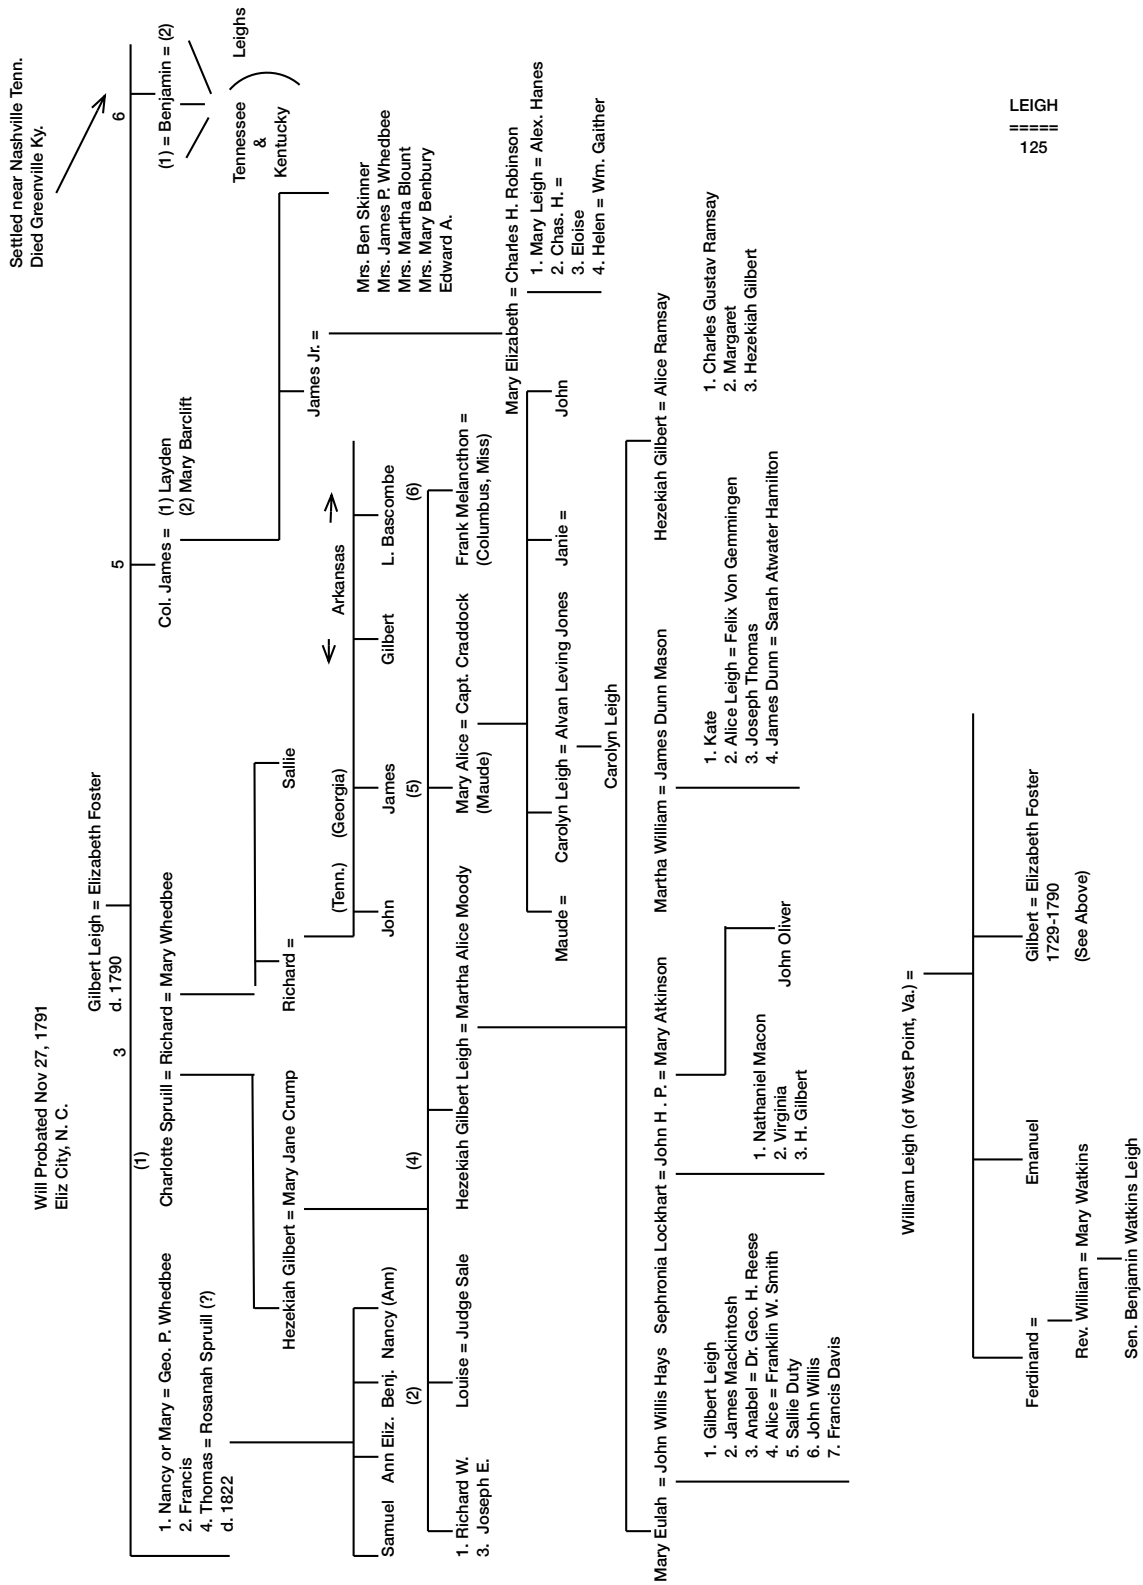 Settled near Nashville Tenn.
Died Greenville Ky.
Will Probated Nov 27, 1791
Eliz City, N. C.
Gilbert Leigh = Elizabeth Foster
d. 1790
(1)
3
5
6
1. Nancy or Mary = Geo. P. Whedbee
2. Francis
4. Thomas = Rosanah Spruill (?)
d. 1822
Charlotte Spruill = Richard = Mary Whedbee
Col. James =
(1) Layden
(2) Mary Barclift
(1) = Benjamin = (2)
Tennessee
&
Kentucky
Leighs
Hezekiah Gilbert = Mary Jane Crump
Richard =
Sallie
James Jr. =
Mrs. Ben Skinner
Mrs. James P. Whedbee
Mrs. Martha Blount
Mrs. Mary Benbury
Edward A.
(Tenn.)
(Georgia)
Arkansas
Samuel
Ann Eliz.
Benj.
Nancy (Ann)
John
James
Gilbert
L. Bascombe
(2)
(4)
(5)
(6)
1. Richard W.
3. Joseph E.
Louise = Judge Sale
Hezekiah Gilbert Leigh = Martha Alice Moody
Mary Alice = Capt. Craddock
(Maude)
Frank Melancthon =
(Columbus, Miss)
Mary Elizabeth = Charles H. Robinson
1. Mary Leigh = Alex. Hanes
2. Chas. H. =
3. Eloise
4. Helen = Wm. Gaither
Maude =
Carolyn Leigh = Alvan Leving Jones
Janie =
John
Carolyn Leigh
Mary Eulah = John Willis Hays
Sephronia Lockhart = John H . P. = Mary Atkinson
Martha William = James Dunn Mason
Hezekiah Gilbert = Alice Ramsay
1. Gilbert Leigh
2. James Mackintosh
3. Anabel = Dr. Geo. H. Reese
4. Alice = Franklin W. Smith
5. Sallie Duty
6. John Willis
7. Francis Davis
1. Nathaniel Macon
2. Virginia
3. H. Gilbert
John Oliver
1. Kate
2. Alice Leigh = Felix Von Gemmingen
3. Joseph Thomas
4. James Dunn = Sarah Atwater Hamilton
1. Charles Gustav Ramsay
2. Margaret
3. Hezekiah Gilbert
William Leigh (of West Point, Va.) =
Ferdinand =
Emanuel
Gilbert = Elizabeth Foster
1729-1790
(See Above)
Rev. William = Mary Watkins
Sen. Benjamin Watkins Leigh
LEIGH
=====
125